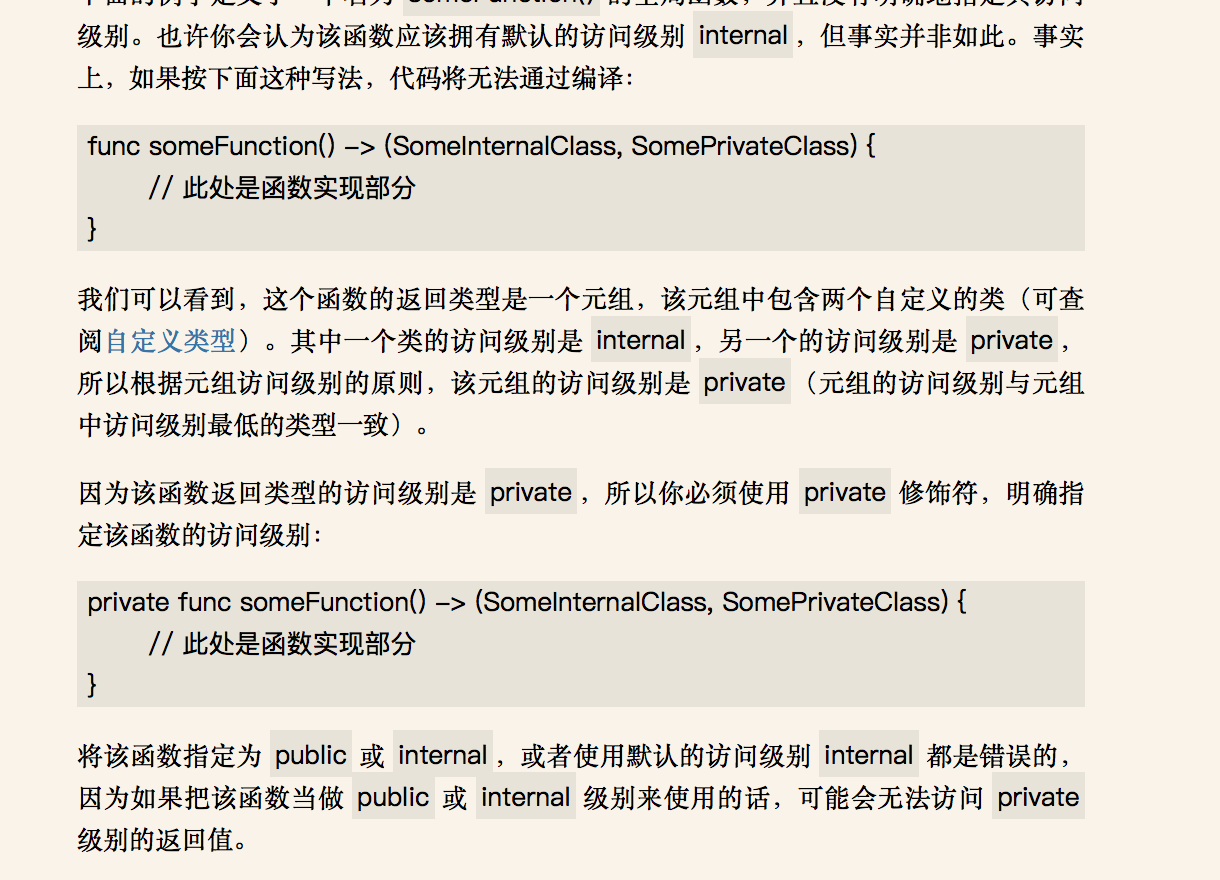 级别。也许你会认为该函数应该拥有默认的访问级别 internal，但事实并非如此。事实
上，如果按下面这种写法，代码将无法通过编译：
func someFunction() -> (SomeInternalClass, SomePrivateClass) {
// 此处是函数实现部分
}
我们可以看到，这个函数的返回类型是一个元组，该元组中包含两个自定义的类（可查
阅自定义类型）。其中一个类的访问级别是 internal，另一个的访问级别是 private，
所以根据元组访问级别的原则，该元组的访问级别是 private（元组的访问级别与元组
中访问级别最低的类型一致）。
因为该函数返回类型的访问级别是 private，所以你必须使用 private 修饰符，明确指
定该函数的访问级别：
private func someFunction() -> (SomeInternalClass, SomePrivateClass) {
// 此处是函数实现部分
}
将该函数指定为 public 或 internal，或者使用默认的访问级别 internal 都是错误的，
因为如果把该函数当做 public 或 internal 级别来使用的话，可能会无法访问 private
级别的返回值。